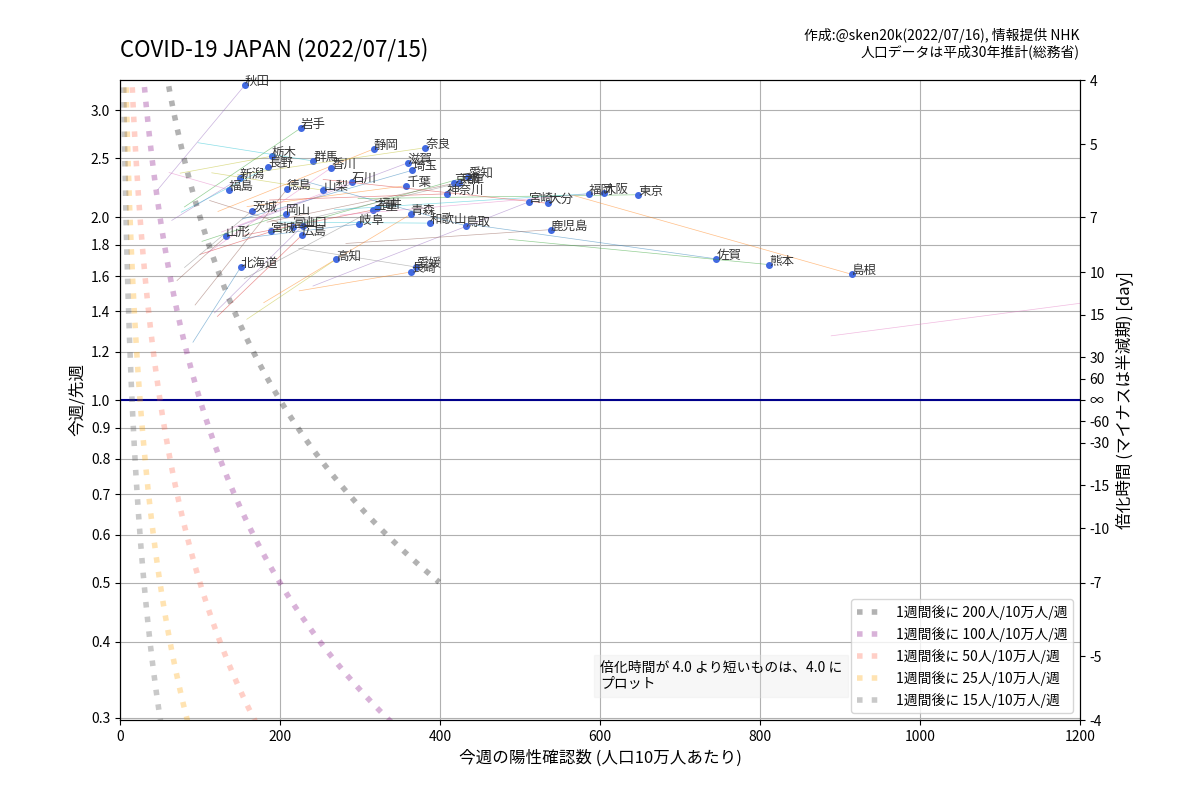 COVID-19 JAPAN (2022/07/15)
作成:@sken20k(2022/07/16), 情報提供 NHK
人口データは平成30年推計(総務省)
秋田
岩手
静岡
奈良
栃木
群馬
滋賀
長野
香川
埼玉
愛知
新潟
石川
千葉
福島
徳島
山梨
神奈川
福岡
大阪
東京
宮崎
大分
茨城
岡山
福井
青森
岐阜
和歌山
鳥取
鹿児島
宮城
山口
山形
広島
高知
佐賀
北海道
愛媛
長崎
熊本
島根
3.0
2.5
2.0
1.8
1.6
1.4
1.2
1.0
0.9
0.8
0.7
0.6
0.5
0.4
0.3
今週/先週
4
5
7
10
15
30
60
∞
-60
-30
-15
-10
-7
-5
-4
倍化時間 (マイナスは半減期) [day]
倍化時間が 4.0 より短いものは、4.0 に
プロット
1週間後に 200人/10万人/週
1週間後に 100人/10万人/週
1週間後に 50人/10万人/週
1週間後に 25人/10万人/週
1週間後に 15人/10万人/週
0
200
400
600
800
1000
1200
今週の陽性確認数 (人口10万人あたり)